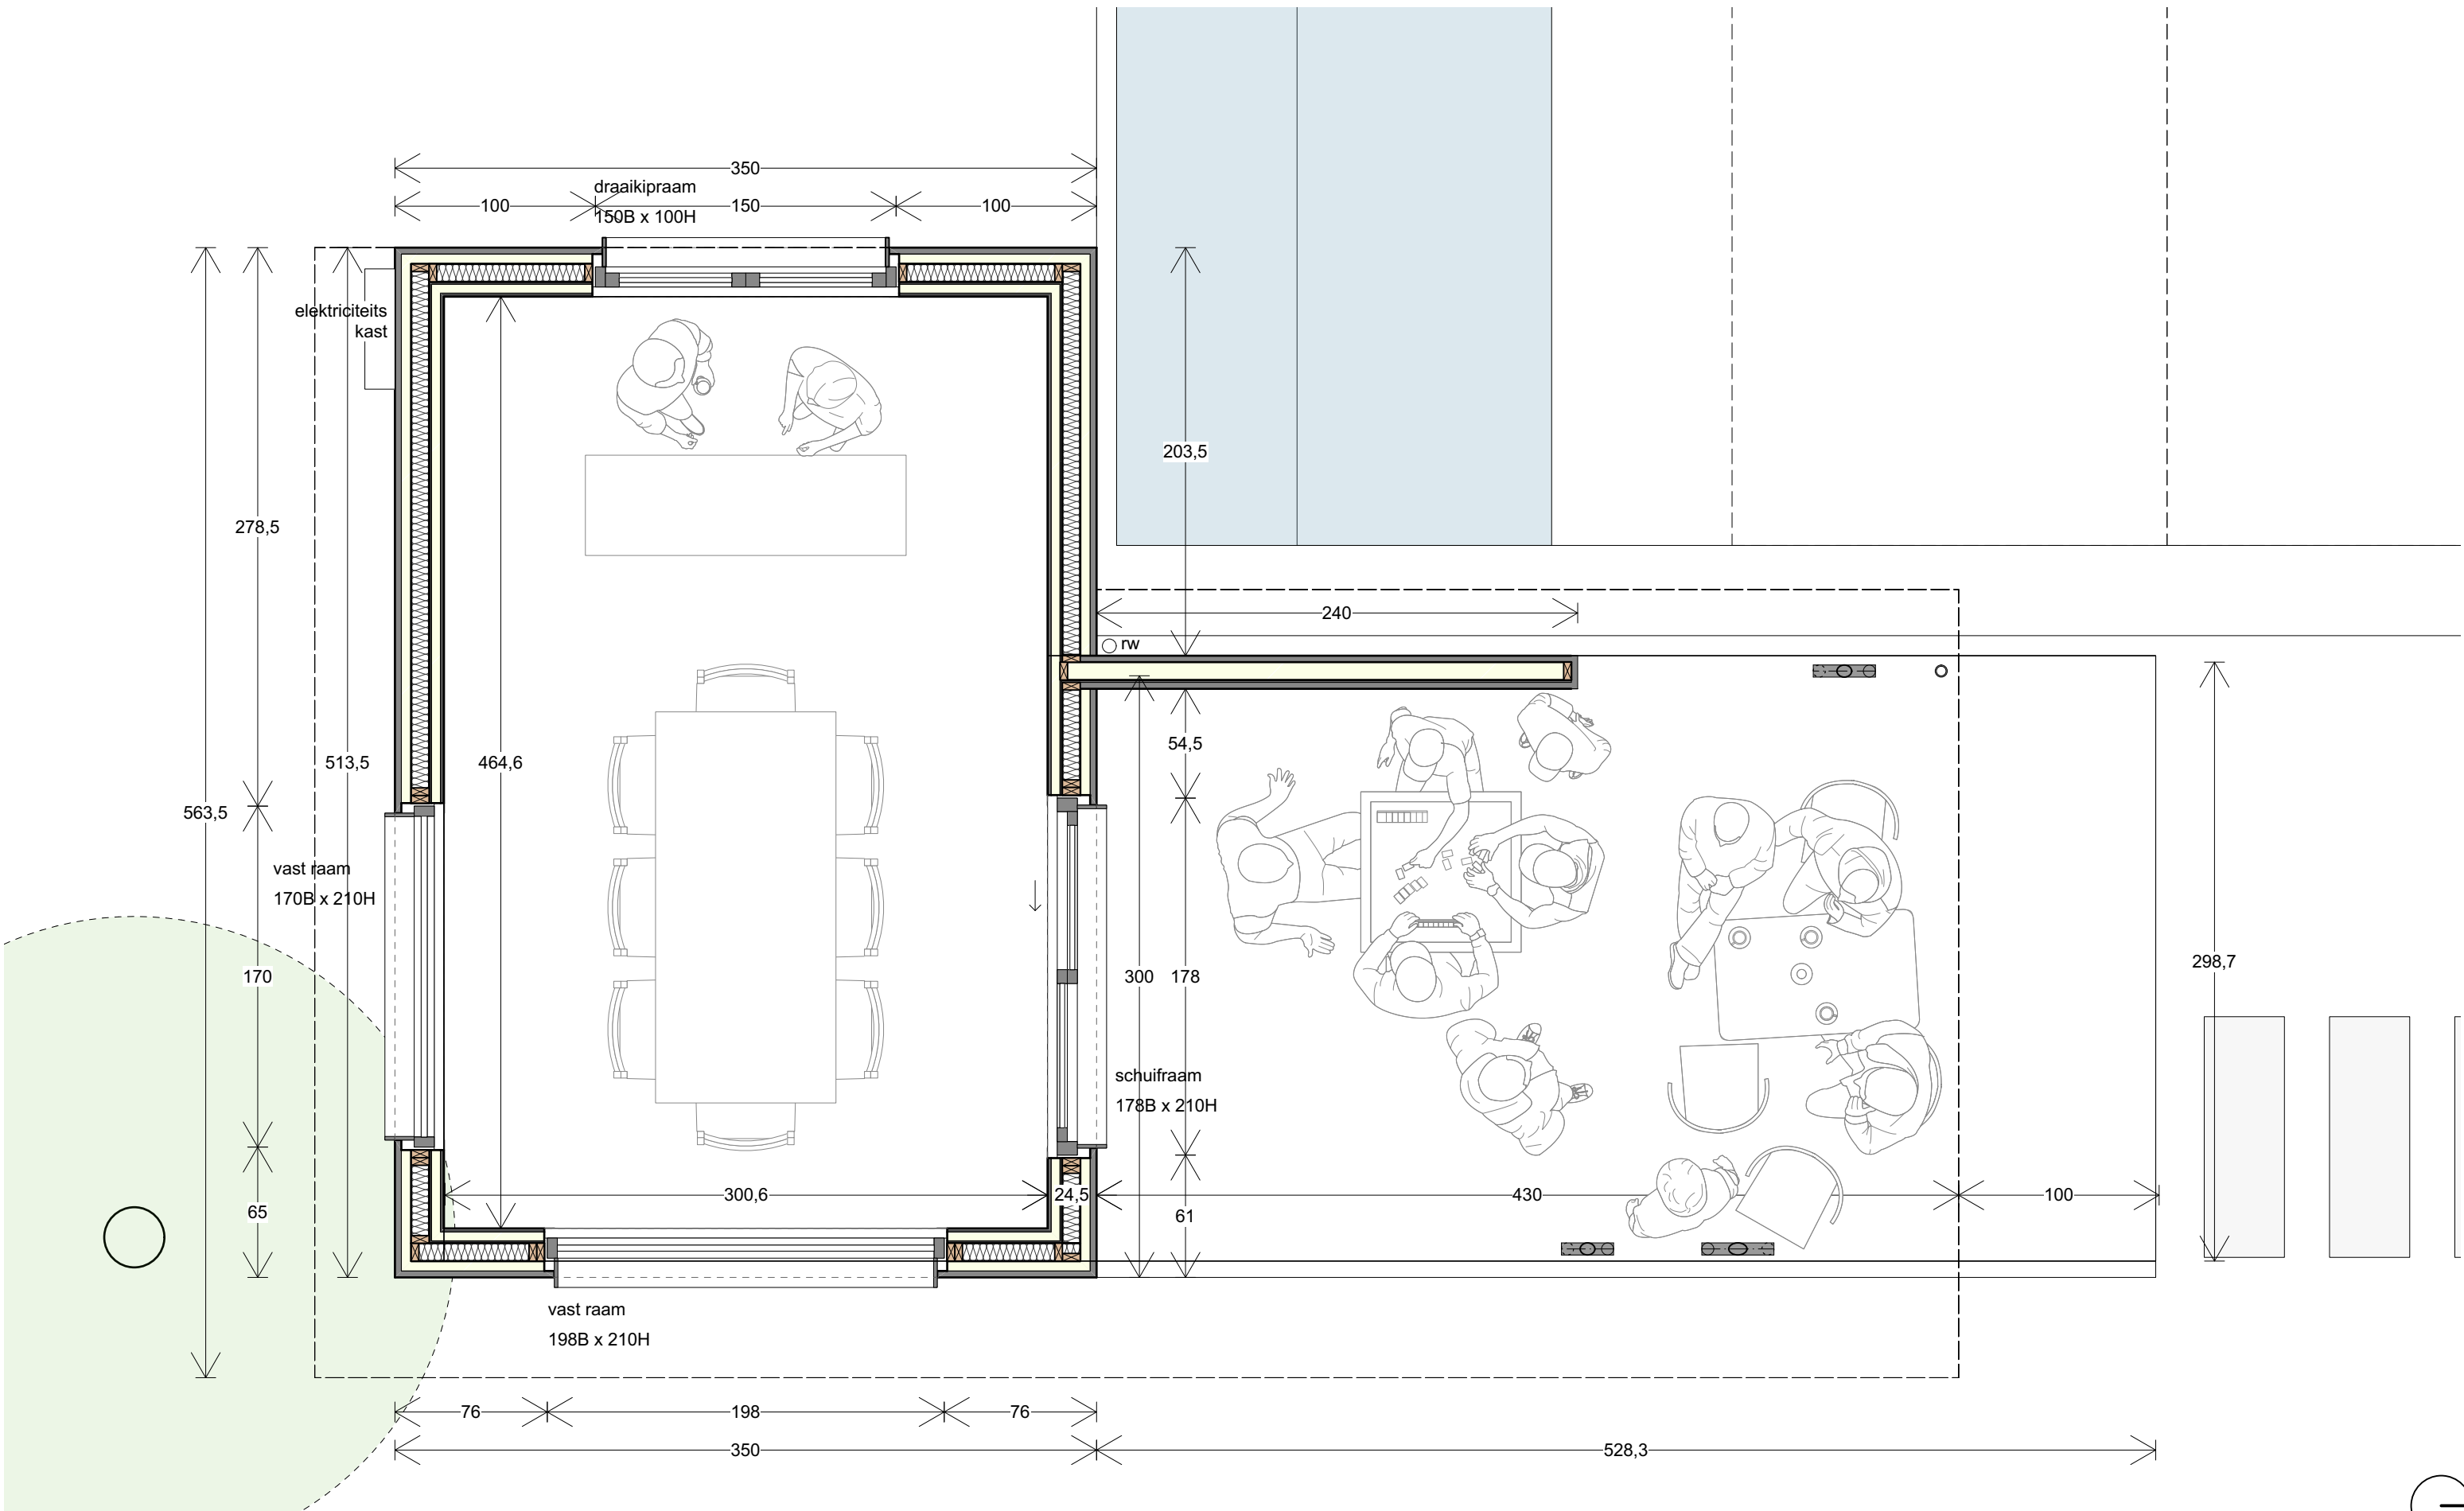 350
draaikipraam
100
150
100
150B x 100H
elektriciteits
kast
203,5
278,5
240
rw
54,5
513,5
464,6
563,5
vast raam
170B x 210H
170
300
178
298,7
schuifraam
178B x 210H
300,6
24,5
430
100
65
61
vast raam
198B x 210H
76
198
76
350
528,3